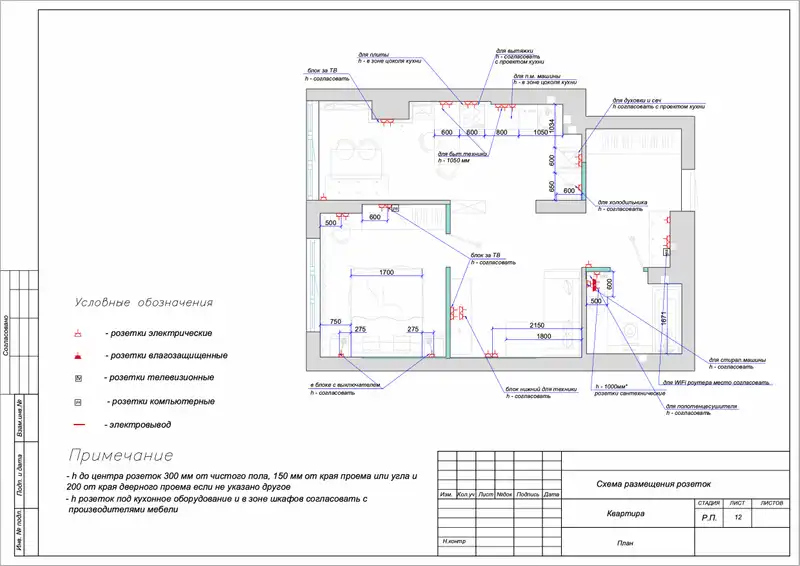 для плиты
h - в зоне цоколя кухни
для вытяжки
h - согласовать
с проектом кухни
блок за ТВ
h - согласовать
для п.м. машины
h - в зоне цоколя кухни
для духовки и свч
h согласовать с проектом кухни
600
800
800
1050
1034
для быт.техники
h - 1050 мм
600
650
600
для холодильника
h - согласовать
500
600
блок за ТВ
h - согласовать
1700
600
500
1671
750
275
275
2150
1800
для стирал.машины
h - согласовать
для WiFi роутера место согласовать
в блоке с выключателем
h - согласовать
блок нижний для техники
h - согласовать
h - 1000мм*
розетки сантехнические
для полотенцесушителя
h - согласовать
Условные обозначения
- розетки электрические
- розетки влагозащищенные
- розетки телевизионные
- розетки компьютерные
- электровывод
Примечание
- h до центра розеток 300 мм от чистого пола, 150 мм от края проема или угла и
200 от края дверного проема если не указано другое
- h розеток под кухонное оборудование и в зоне шкафов согласовать с
производителями мебели
Согласовано
Взам.инв.№
Подп. и дата
Инв. № подл.
Изм. Кол.уч Лист №док Подпись Дата
Н.контр
Схема размещения розеток
Квартира
СТАДИЯ ЛИСТ ЛИСТОВ
Р.П. 12
План